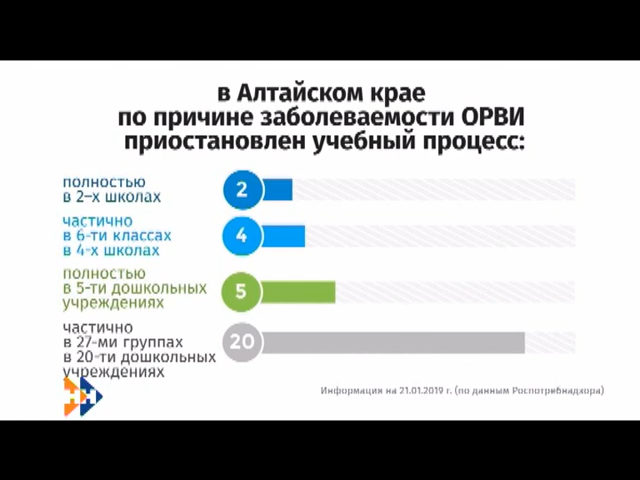 в Алтайском крае
по причине заболеваемости ОРВИ
приостановлен учебный процесс:
полностью
в 2-х школах
2
частично
в 6-ти классах
в 4-х школах
4
полностью
в 5-ти дошкольных
учреждениях
5
частично
в 27-ми группах
в 20-ти дошкольных
учреждениях
20
Информация на 21.01.2019 г. (по данным Роспотребнадзора)
НН